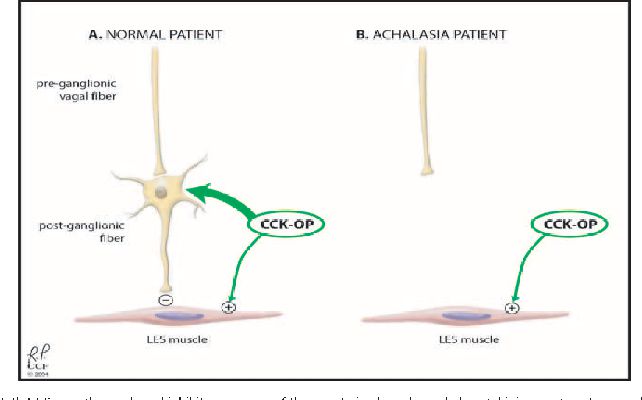 A. NORMAL PATIENT
B. ACHALASIA PATIENT
pre-ganglionic
vagal fiber
post-ganglionic
fiber
CCK-OP
CCK-OP
−
+
+
LES muscle
LES muscle
R.P.
CCF
© 2004